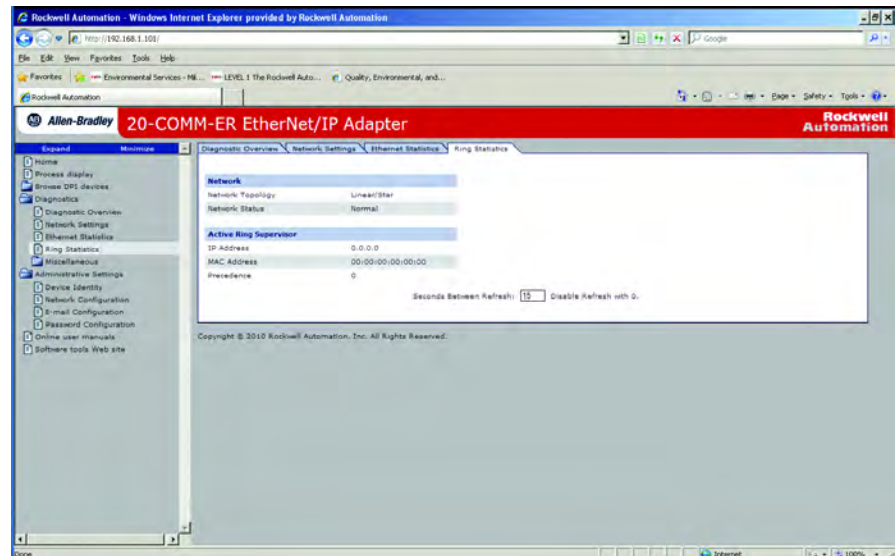 Rockwell Automation - Windows Internet Explorer provided by Rockwell Automation
http://192.168.1.101/
Google
File Edit View Favorites Tools Help
Favorites Environmental Services - Mil... LEVEL 1 The Rockwell Auto... Quality, Environmental, and...
Rockwell Automation
Page Safety Tools
Allen-Bradley 20-COMM-ER EtherNet/IP Adapter Rockwell Automation
Expand Minimize
Home
Process display
Browse DPI devices
Diagnostics
Diagnostic Overview
Network Settings
Ethernet Statistics
Ring Statistics
Miscellaneous
Administrative Settings
Device Identity
Network Configuration
E-mail Configuration
Password Configuration
Online user manuals
Software tools Web site
Diagnostic Overview Network Settings Ethernet Statistics Ring Statistics
Network
Network Topology Linear/Star
Network Status Normal
Active Ring Supervisor
IP Address 0.0.0.0
MAC Address 00:00:00:00:00:00
Precedence 0
Seconds Between Refresh: 15 Disable Refresh with 0.
Copyright © 2010 Rockwell Automation, Inc. All Rights Reserved.
Done Internet 100%